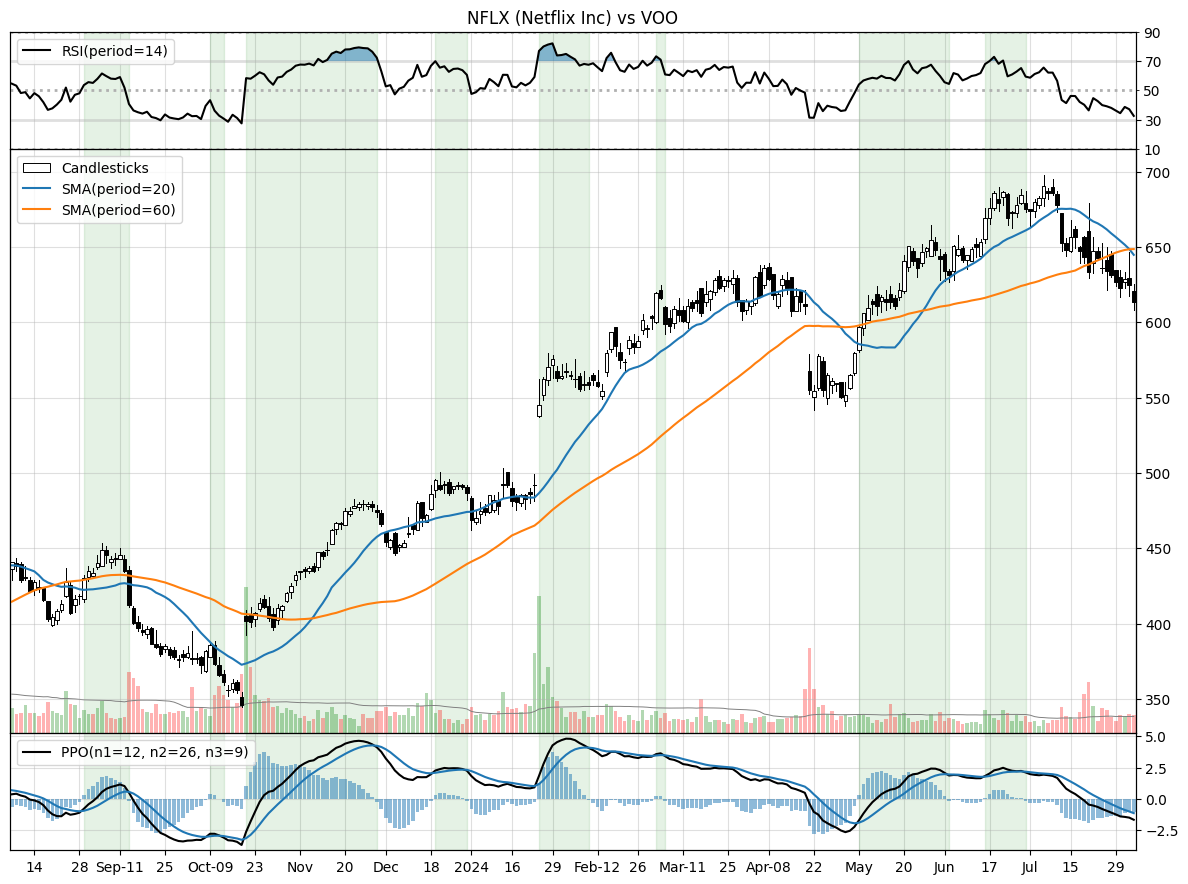 NFLX (Netflix Inc) vs VOO
RSI(period=14)
90
70
50
30
10
Candlesticks
SMA(period=20)
SMA(period=60)
700
650
600
550
500
450
400
350
PPO(n1=12, n2=26, n3=9)
5.0
2.5
0.0
−2.5
14 28 Sep-11 25 Oct-09 23 Nov 20 Dec 18 2024 16 29 Feb-12 26 Mar-11 25 Apr-08 22 May 20 Jun 17 Jul 15 29